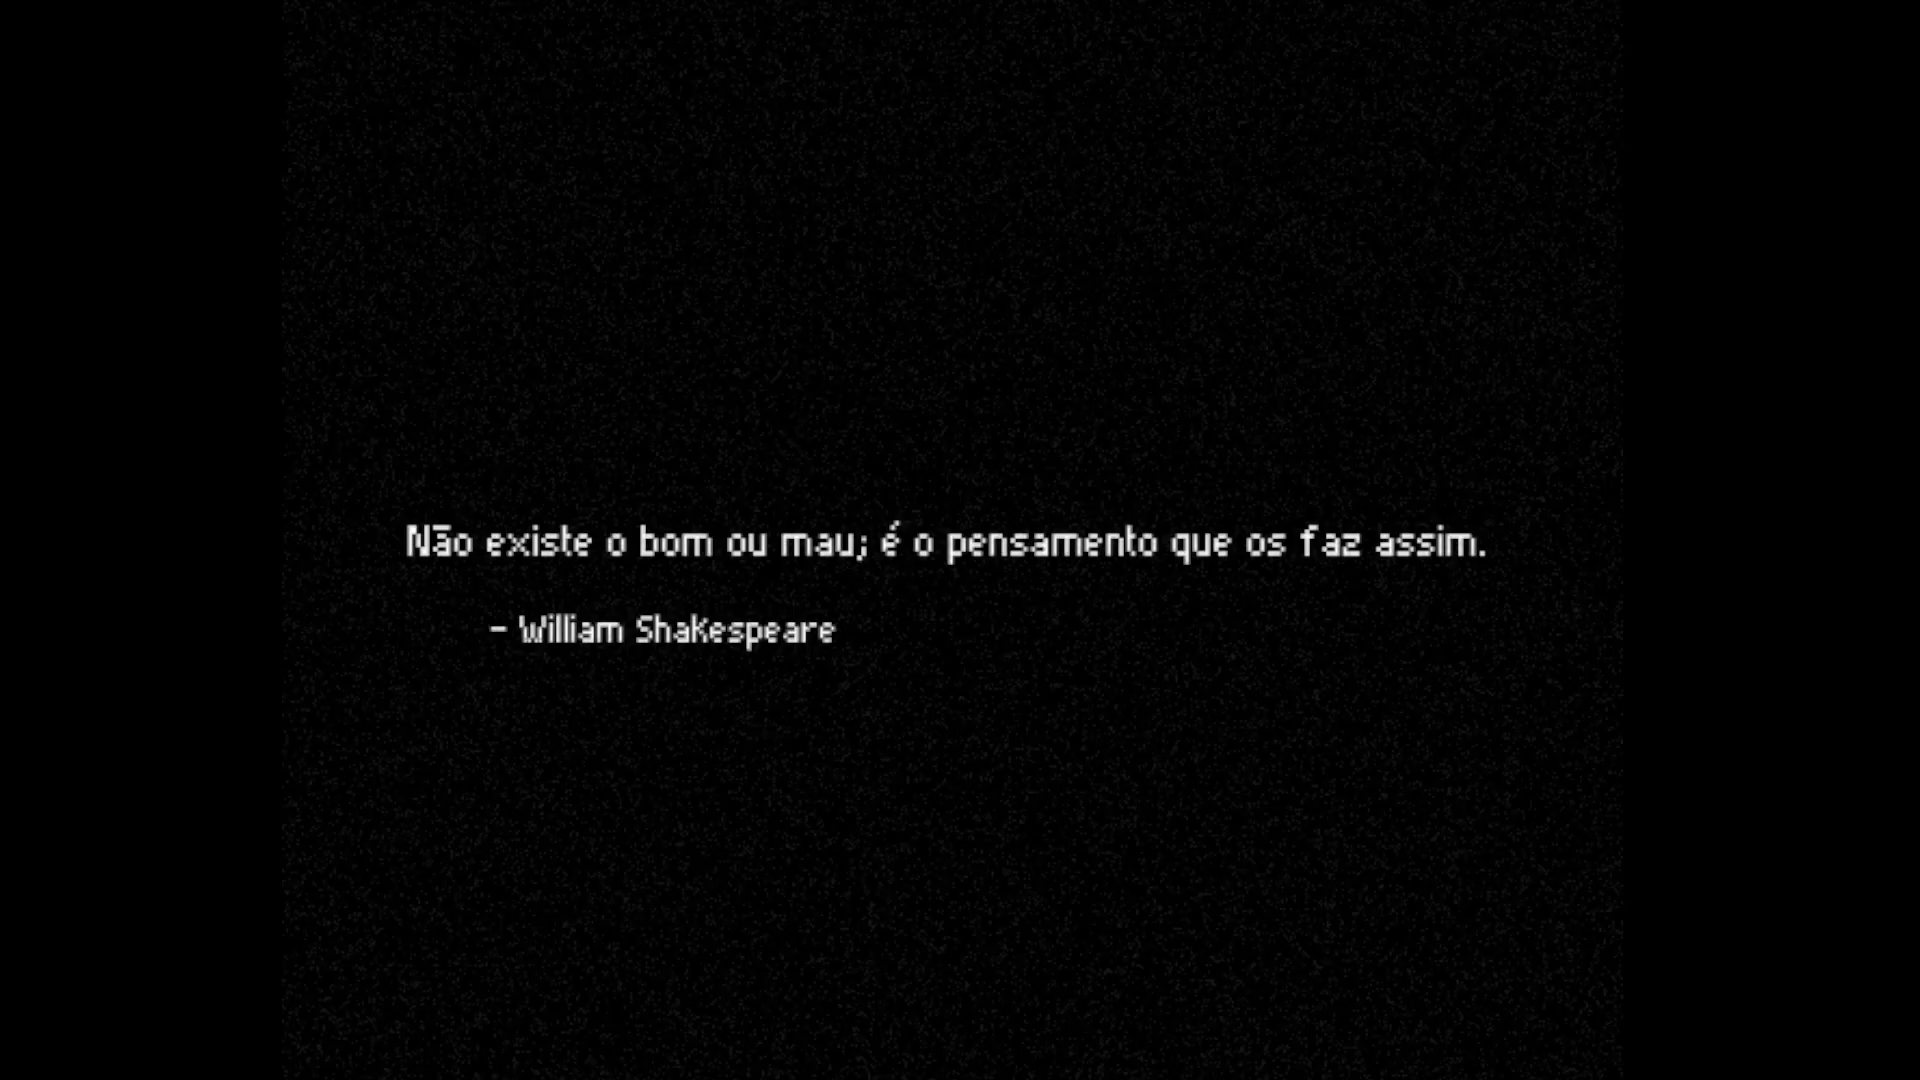 Não existe o bom ou mau; é o pensamento que os faz assim.
- William Shakespeare